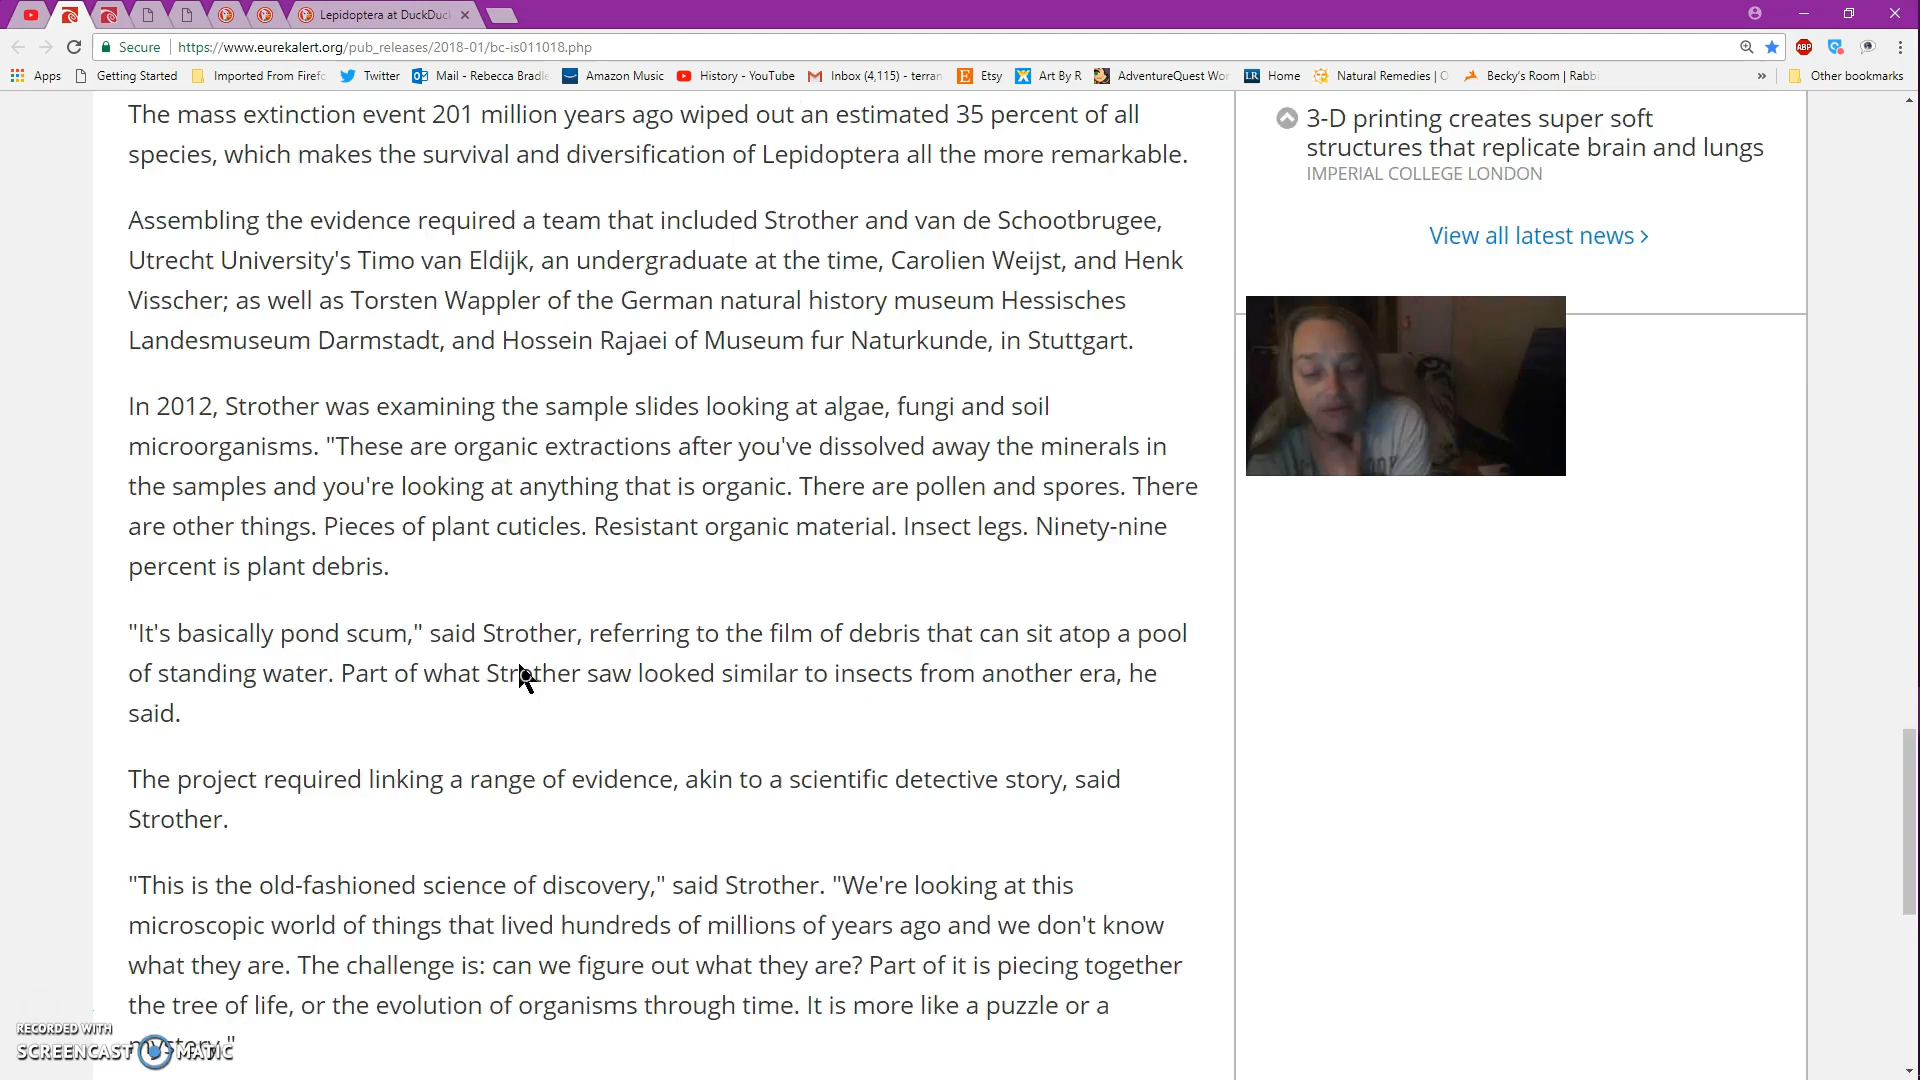 Lepidoptera at DuckDuc
Secure https://www.eurekalert.org/pub_releases/2018-01/bc-is011018.php
ABP
Apps Getting Started Imported From Firefo Twitter Mail - Rebecca Bradle Amazon Music History - YouTube Inbox (4,115) - terran Etsy Art By R AdventureQuest Wor LR Home Natural Remedies | C Becky's Room | Rabb » Other bookmarks
The mass extinction event 201 million years ago wiped out an estimated 35 percent of all
species, which makes the survival and diversification of Lepidoptera all the more remarkable.
Assembling the evidence required a team that included Strother and van de Schootbrugee,
Utrecht University's Timo van Eldijk, an undergraduate at the time, Carolien Weijst, and Henk
Visscher; as well as Torsten Wappler of the German natural history museum Hessisches
Landesmuseum Darmstadt, and Hossein Rajaei of Museum fur Naturkunde, in Stuttgart.
In 2012, Strother was examining the sample slides looking at algae, fungi and soil
microorganisms. "These are organic extractions after you've dissolved away the minerals in
the samples and you're looking at anything that is organic. There are pollen and spores. There
are other things. Pieces of plant cuticles. Resistant organic material. Insect legs. Ninety-nine
percent is plant debris.
"It's basically pond scum," said Strother, referring to the film of debris that can sit atop a pool
of standing water. Part of what Strother saw looked similar to insects from another era, he
said.
The project required linking a range of evidence, akin to a scientific detective story, said
Strother.
"This is the old-fashioned science of discovery," said Strother. "We're looking at this
microscopic world of things that lived hundreds of millions of years ago and we don't know
what they are. The challenge is: can we figure out what they are? Part of it is piecing together
the tree of life, or the evolution of organisms through time. It is more like a puzzle or a
mystery."
3-D printing creates super soft
structures that replicate brain and lungs
IMPERIAL COLLEGE LONDON
View all latest news >
RECORDED WITH
SCREENCAST MATIC